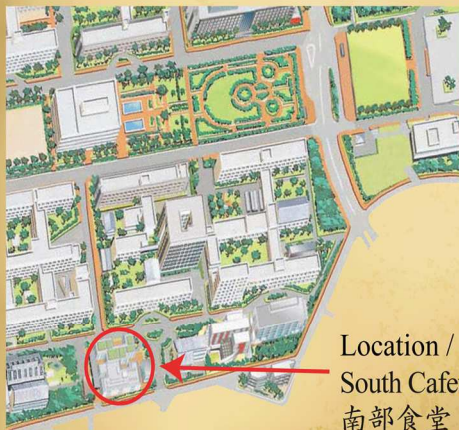 Location /
South Cafe
南部食堂